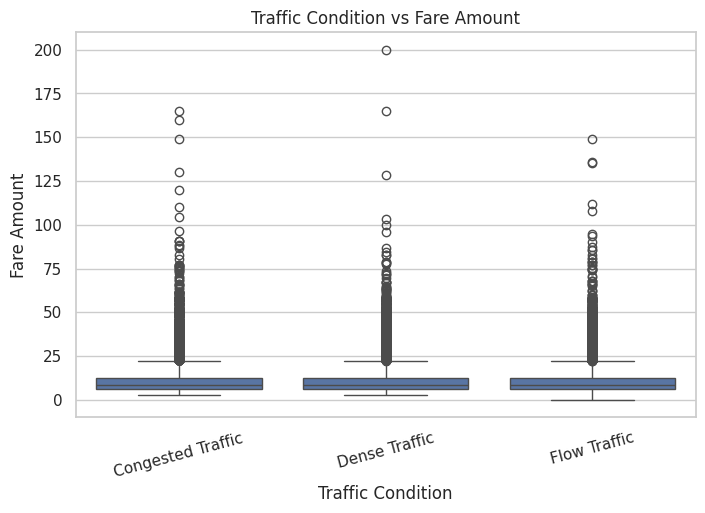 Traffic Condition vs Fare Amount
200
175
150
125
100
75
50
25
0
Fare Amount
Congested Traffic
Dense Traffic
Flow Traffic
Traffic Condition